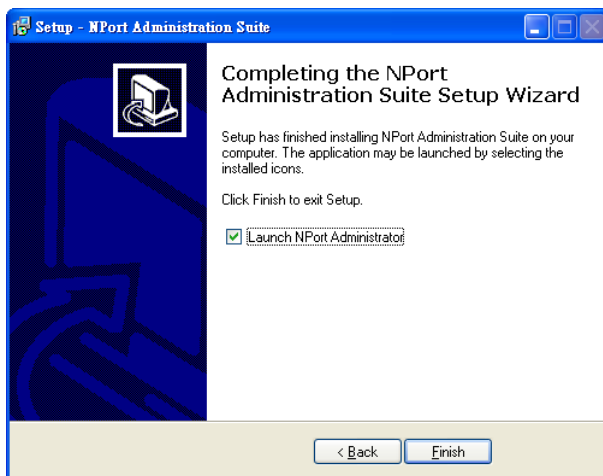 Setup - NPort Administration Suite
Completing the NPort
Administration Suite Setup Wizard
Setup has finished installing NPort Administration Suite on your
computer. The application may be launched by selecting the
installed icons.
Click Finish to exit Setup.
Launch NPort Administrator
< Back
Finish